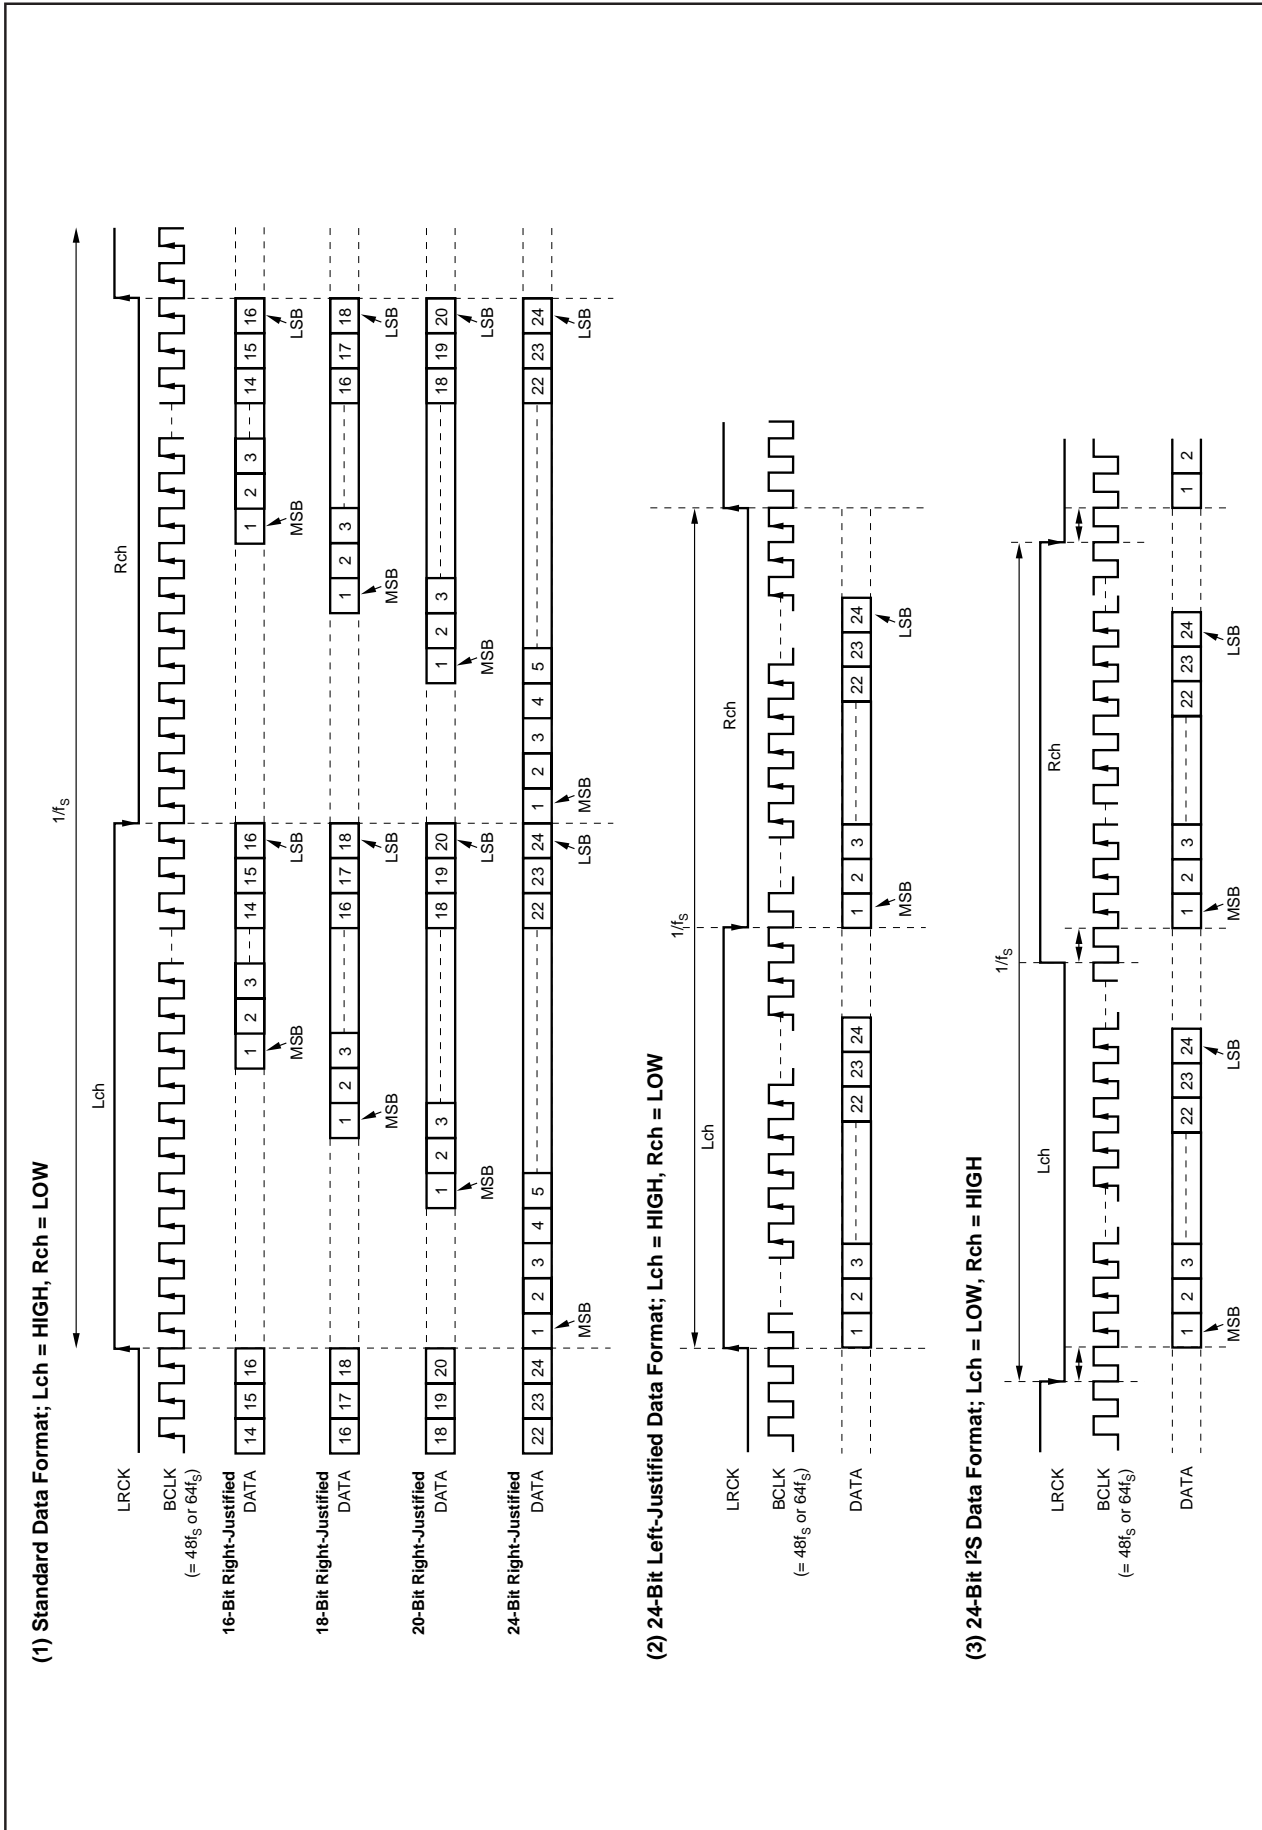 (1) Standard Data Format; Lch = HIGH, Rch = LOW
1/fS
Lch Rch
LRCK
BCLK
(= 48fS or 64fS)
16-Bit Right-Justified
DATA 14 15 16 1 2 3 14 15 16 1 2 3 14 15 16
MSB LSB MSB LSB
18-Bit Right-Justified
DATA 16 17 18 1 2 3 16 17 18 1 2 3 16 17 18
MSB LSB MSB LSB
20-Bit Right-Justified
DATA 18 19 20 1 2 3 18 19 20 1 2 3 18 19 20
MSB LSB MSB LSB
24-Bit Right-Justified
DATA 22 23 24 1 2 3 4 5 22 23 24 1 2 3 4 5 22 23 24
MSB LSB MSB LSB
(2) 24-Bit Left-Justified Data Format; Lch = HIGH, Rch = LOW
1/fS
Lch Rch
LRCK
BCLK
(= 48fS or 64fS)
DATA 1 2 3 22 23 24 1 2 3 22 23 24
MSB LSB
(3) 24-Bit I²S Data Format; Lch = LOW, Rch = HIGH
1/fS
Lch Rch
LRCK
BCLK
(= 48fS or 64fS)
DATA 1 2 3 22 23 24 1 2 3 22 23 24 1 2
MSB LSB MSB LSB